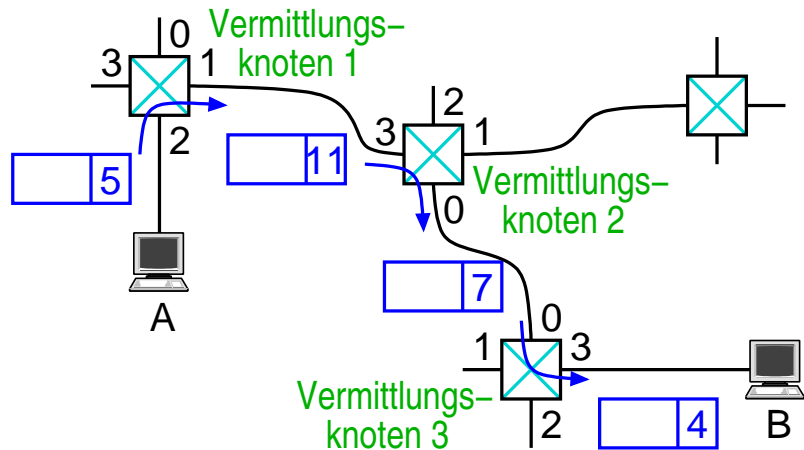 0
Vermittlungs–
knoten 1
3
1
2
5
11
2
3
1
0
Vermittlungs–
knoten 2
A
7
0
1
3
2
Vermittlungs–
knoten 3
4
B